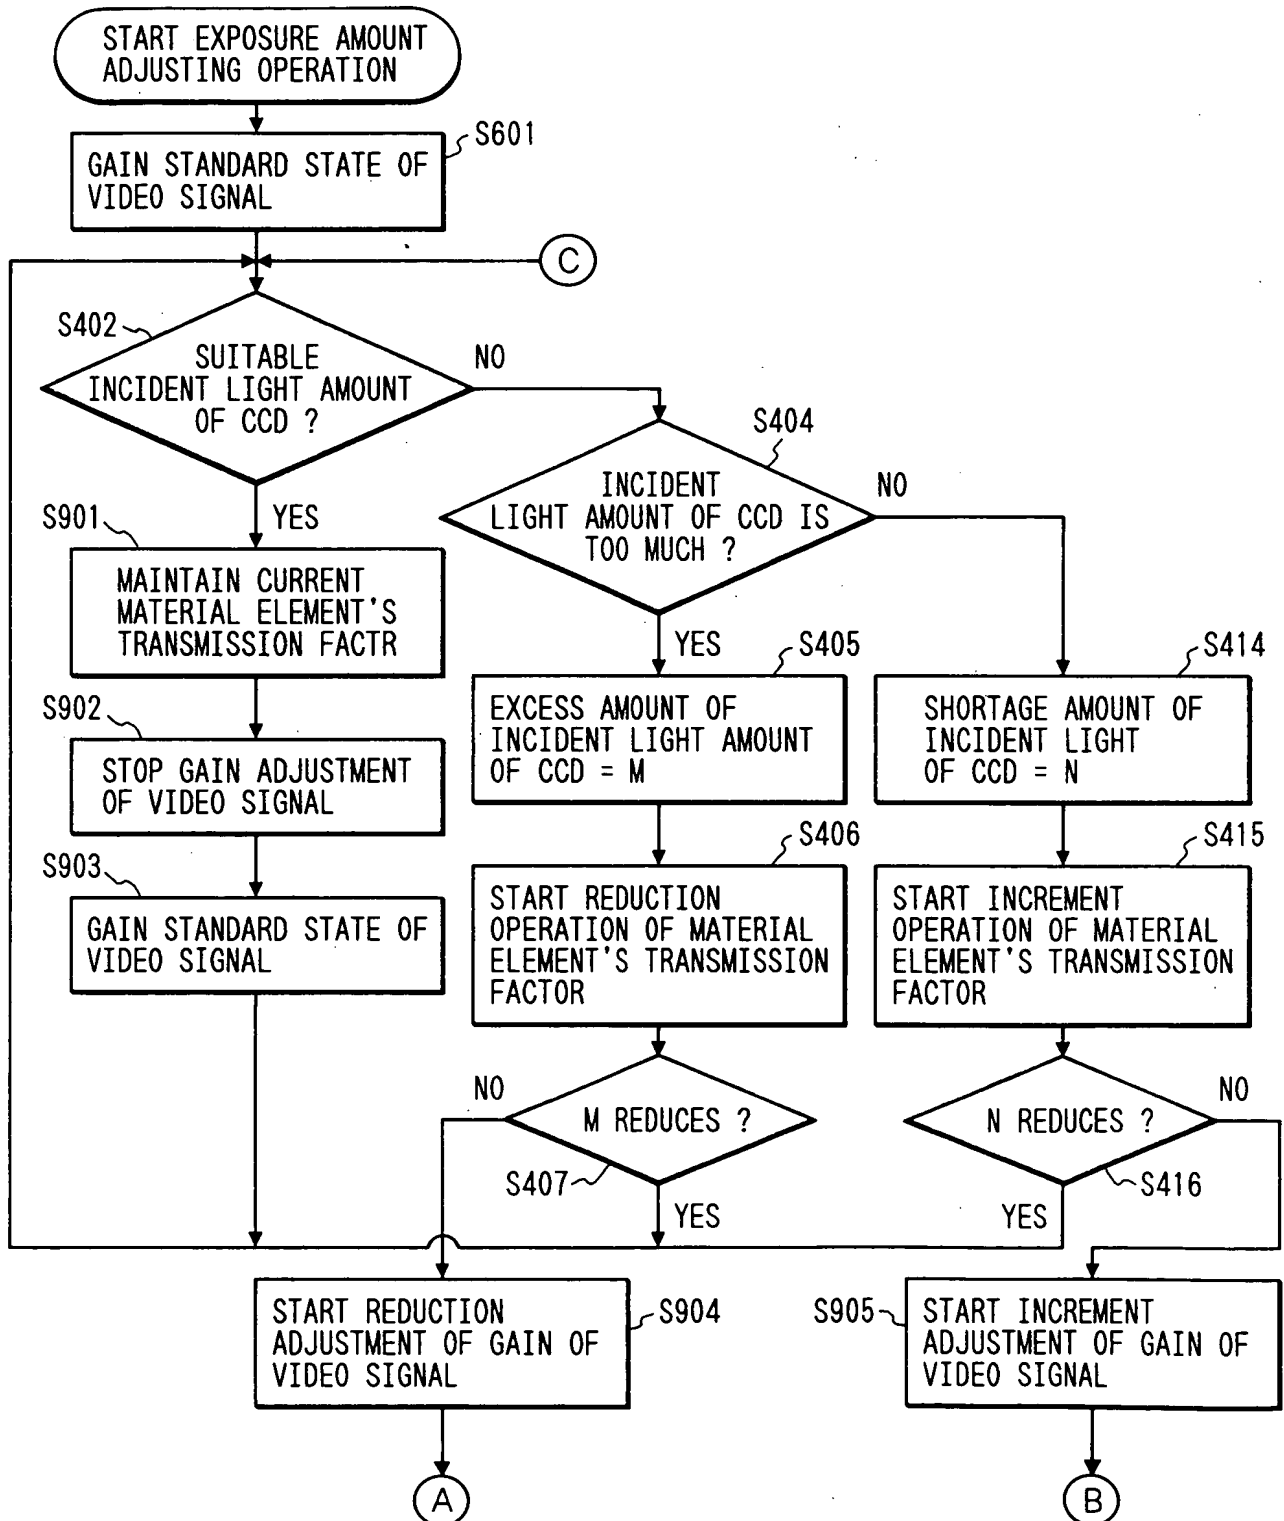 START EXPOSURE AMOUNT
ADJUSTING OPERATION
S601
GAIN STANDARD STATE OF
VIDEO SIGNAL
C
S402
SUITABLE
INCIDENT LIGHT AMOUNT
OF CCD ?
NO
YES
S404
INCIDENT
LIGHT AMOUNT OF CCD IS
TOO MUCH ?
NO
YES
S901
MAINTAIN CURRENT
MATERIAL ELEMENT'S
TRANSMISSION FACTR
S902
STOP GAIN ADJUSTMENT
OF VIDEO SIGNAL
S903
GAIN STANDARD STATE OF
VIDEO SIGNAL
S405
EXCESS AMOUNT OF
INCIDENT LIGHT AMOUNT
OF CCD = M
S406
START REDUCTION
OPERATION OF MATERIAL
ELEMENT'S TRANSMISSION
FACTOR
NO
M REDUCES ?
S407
YES
S414
SHORTAGE AMOUNT OF
INCIDENT LIGHT
OF CCD = N
S415
START INCREMENT
OPERATION OF MATERIAL
ELEMENT'S TRANSMISSION
FACTOR
NO
N REDUCES ?
S416
YES
START REDUCTION
ADJUSTMENT OF GAIN OF
VIDEO SIGNAL
S904
A
S905
START INCREMENT
ADJUSTMENT OF GAIN OF
VIDEO SIGNAL
B